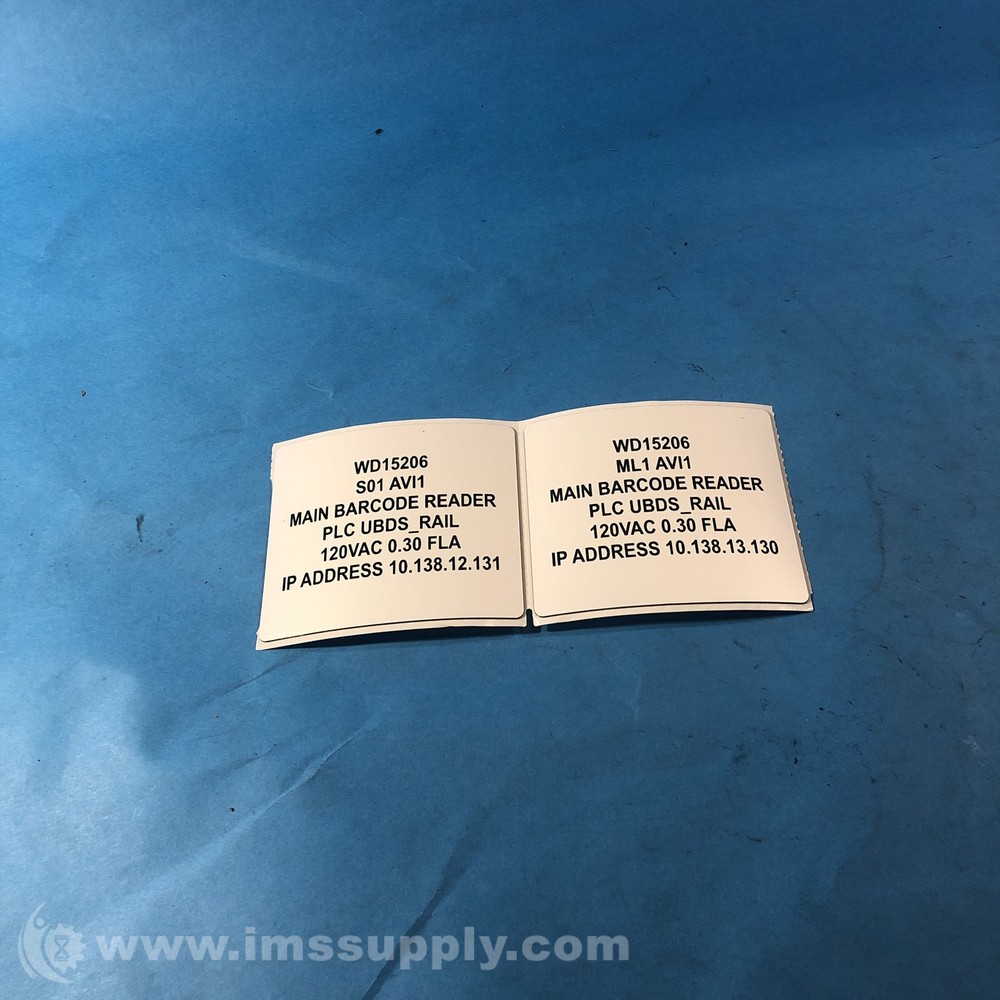 WD15206
S01 AVI1
MAIN BARCODE READER
PLC UBDS_RAIL
120VAC 0.30 FLA
IP ADDRESS 10.138.12.131
WD15206
ML1 AVI1
MAIN BARCODE READER
PLC UBDS_RAIL
120VAC 0.30 FLA
IP ADDRESS 10.138.13.130
www.imssupply.com